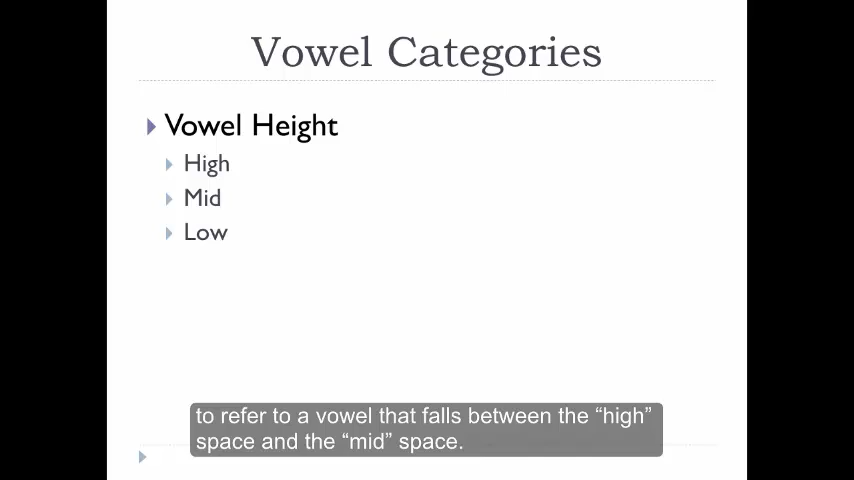 Vowel Categories
Vowel Height
High
Mid
Low
to refer to a vowel that falls between the “high”
space and the “mid” space.